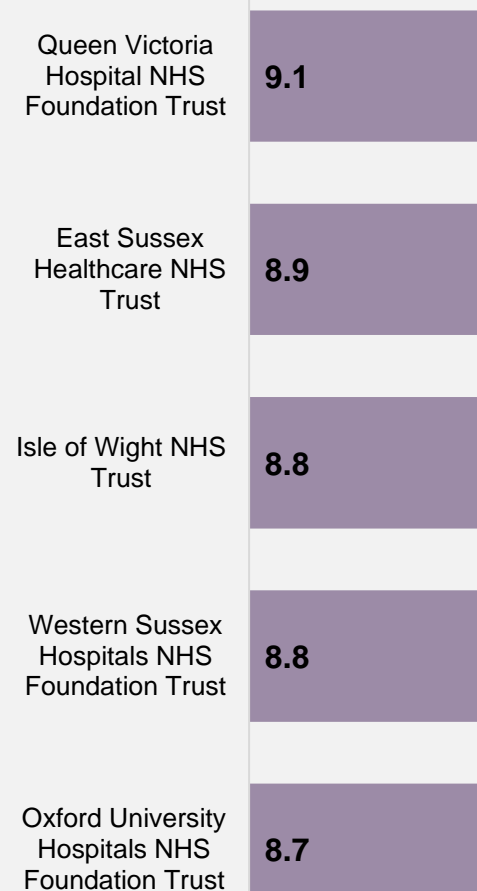 Queen Victoria
Hospital NHS
Foundation Trust
9.1
East Sussex
Healthcare NHS
Trust
8.9
Isle of Wight NHS
Trust
8.8
Western Sussex
Hospitals NHS
Foundation Trust
8.8
Oxford University
Hospitals NHS
Foundation Trust
8.7